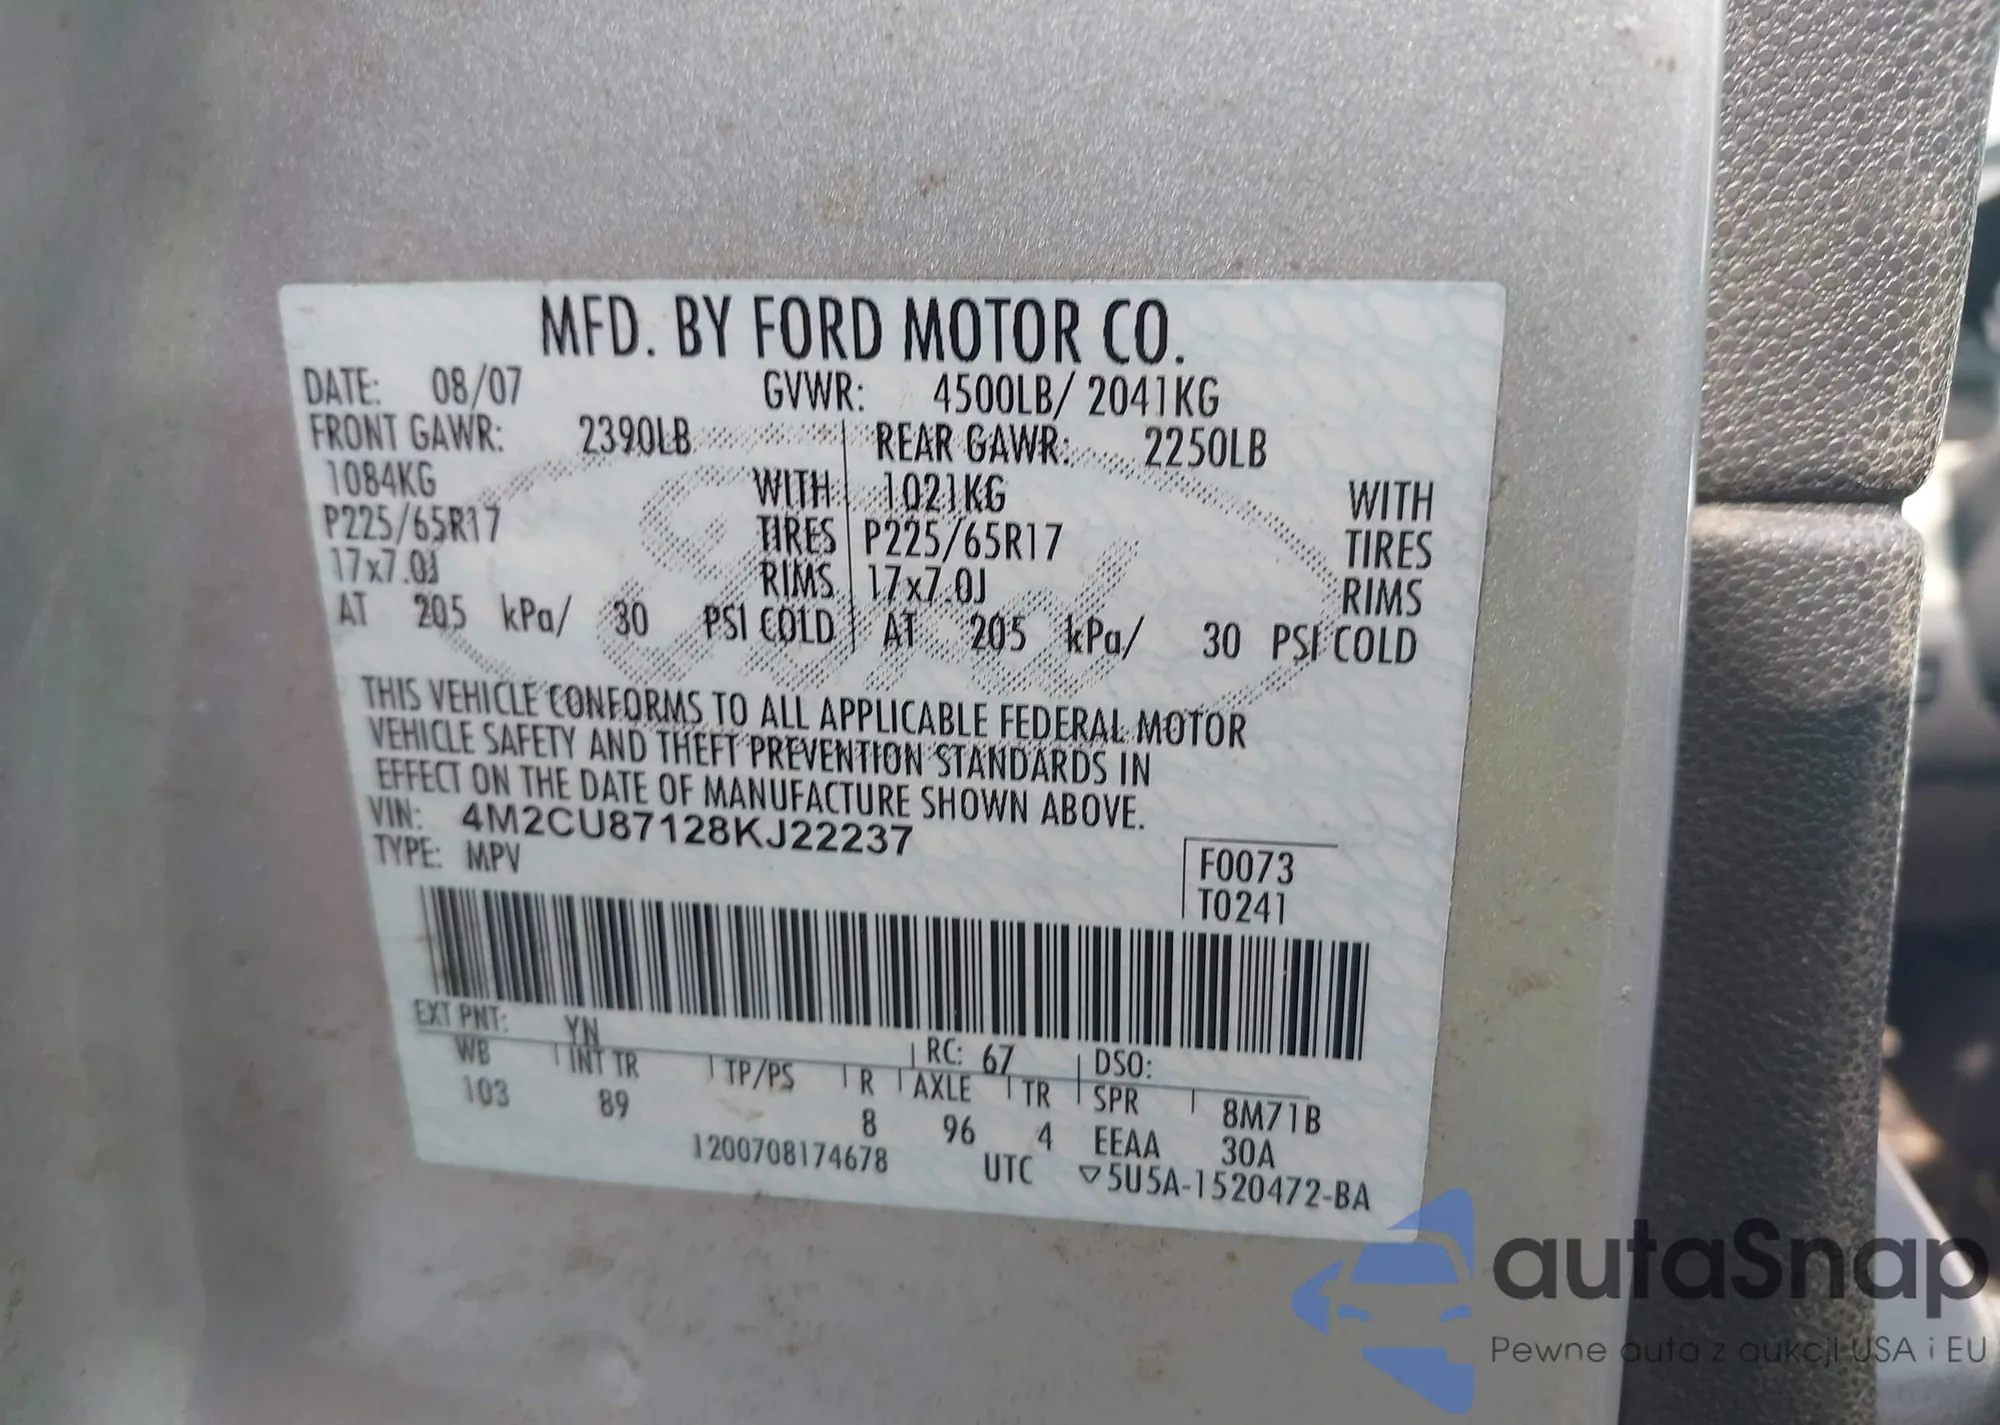 MFD. BY FORD MOTOR CO.
DATE: 08/07 GVWR: 4500LB/ 2041KG
FRONT GAWR: 2390LB REAR GAWR: 2250LB
1084KG WITH 1021KG WITH
P225/65R17 TIRES P225/65R17 TIRES
17x7.0J RIMS 17x7.0J RIMS
AT 205 kPa/ 30 PSI COLD AT 205 kPa/ 30 PSI COLD
THIS VEHICLE CONFORMS TO ALL APPLICABLE FEDERAL MOTOR
VEHICLE SAFETY AND THEFT PREVENTION STANDARDS IN
EFFECT ON THE DATE OF MANUFACTURE SHOWN ABOVE.
VIN: 4M2CU87128KJ22237
TYPE: MPV
F0073
T0241
EXT PNT: YN RC: 67 DSO:
WB INT TR TP/PS R AXLE TR SPR 8M71B
103 89 8 96 4 EEAA 30A
1200708174678 UTC ▽5U5A-1520472-BA
autaSnap
Pewne auta z aukcji USA i EU